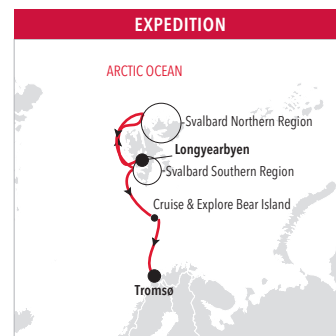 EXPEDITION
ARCTIC OCEAN
Svalbard Northern Region
Longyearbyen
Svalbard Southern Region
Cruise & Explore Bear Island
Tromsø